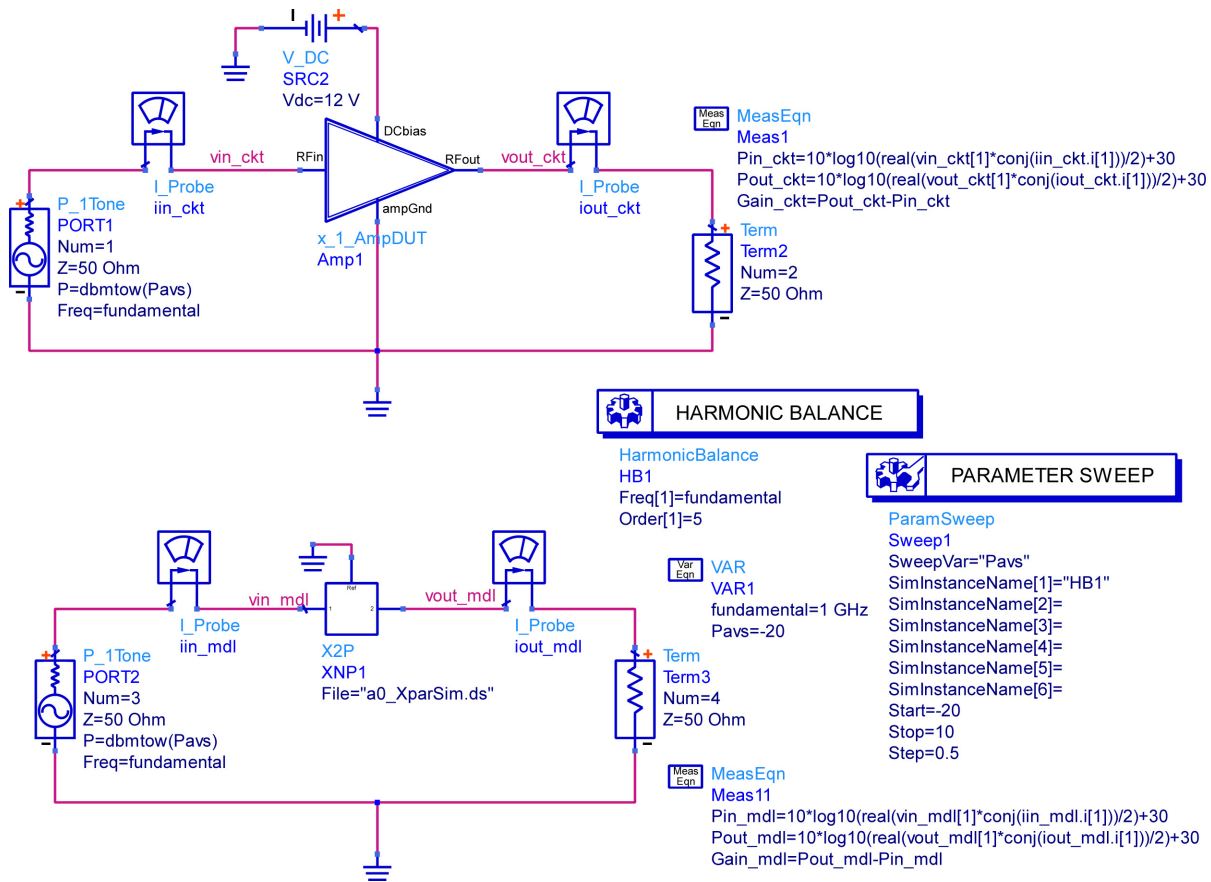 I
+
V_DC
SRC2
Vdc=12 V
DCbias
RFin
RFout
ampGnd
x_1_AmpDUT
Amp1
vin_ckt
vout_ckt
I_Probe
iin_ckt
I_Probe
iout_ckt
+
P_1Tone
PORT1
Num=1
Z=50 Ohm
P=dbmtow(Pavs)
Freq=fundamental
−
+
Term
Term2
Num=2
Z=50 Ohm
−
Meas
Eqn
MeasEqn
Meas1
Pin_ckt=10*log10(real(vin_ckt[1]*conj(iin_ckt.i[1]))/2)+30
Pout_ckt=10*log10(real(vout_ckt[1]*conj(iout_ckt.i[1]))/2)+30
Gain_ckt=Pout_ckt-Pin_ckt
HARMONIC BALANCE
HarmonicBalance
HB1
Freq[1]=fundamental
Order[1]=5
PARAMETER SWEEP
ParamSweep
Sweep1
SweepVar="Pavs"
SimInstanceName[1]="HB1"
SimInstanceName[2]=
SimInstanceName[3]=
SimInstanceName[4]=
SimInstanceName[5]=
SimInstanceName[6]=
Start=-20
Stop=10
Step=0.5
Var
Eqn
VAR
VAR1
fundamental=1 GHz
Pavs=-20
I_Probe
iin_mdl
vin_mdl
Ref
1
2
X2P
XNP1
File="a0_XparSim.ds"
vout_mdl
I_Probe
iout_mdl
+
P_1Tone
PORT2
Num=3
Z=50 Ohm
P=dbmtow(Pavs)
Freq=fundamental
−
+
Term
Term3
Num=4
Z=50 Ohm
−
Meas
Eqn
MeasEqn
Meas11
Pin_mdl=10*log10(real(vin_mdl[1]*conj(iin_mdl.i[1]))/2)+30
Pout_mdl=10*log10(real(vout_mdl[1]*conj(iout_mdl.i[1]))/2)+30
Gain_mdl=Pout_mdl-Pin_mdl